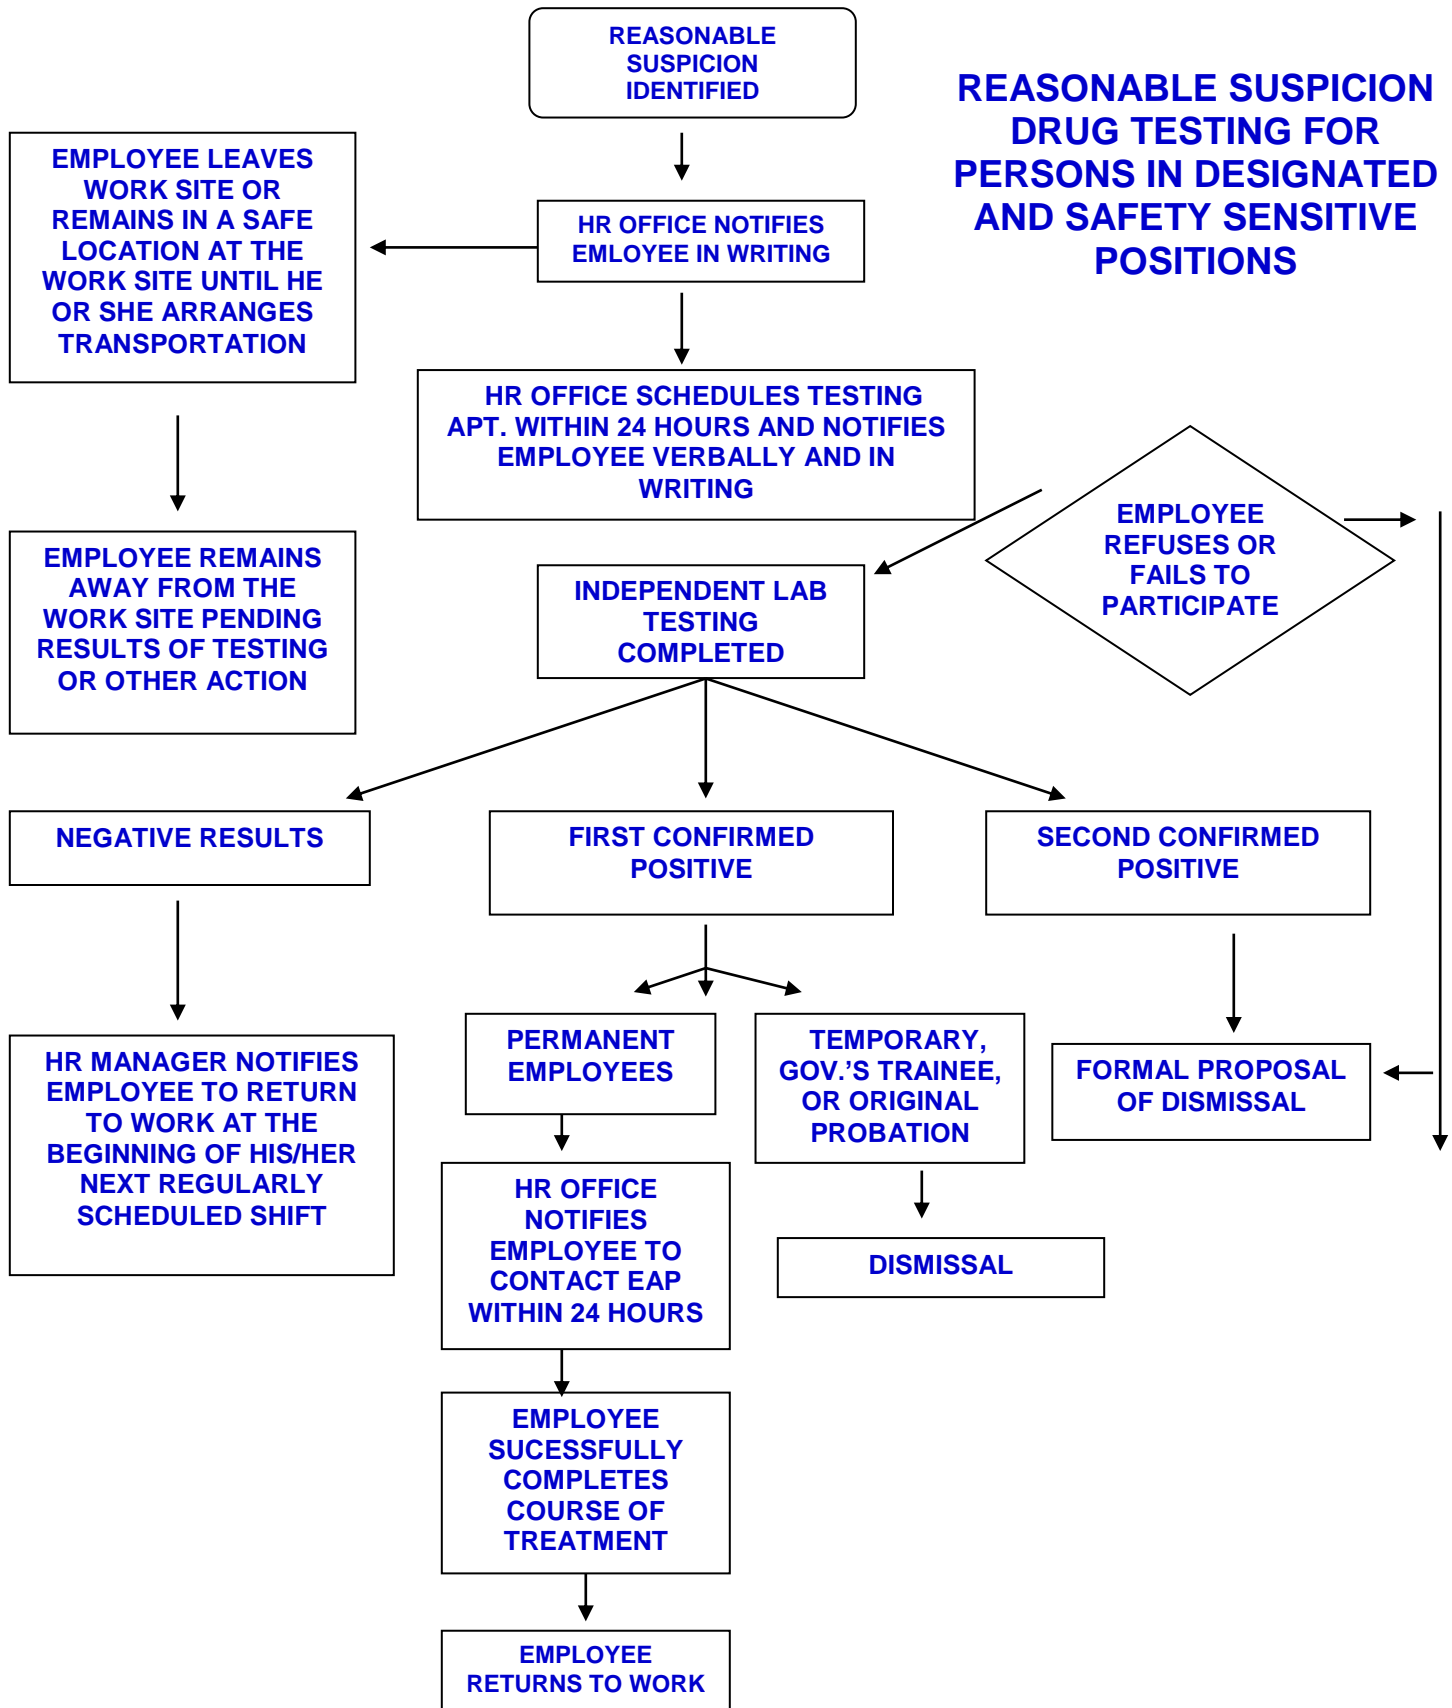 REASONABLE
SUSPICION
IDENTIFIED
REASONABLE SUSPICION
DRUG TESTING FOR
PERSONS IN DESIGNATED
AND SAFETY SENSITIVE
POSITIONS
EMPLOYEE LEAVES
WORK SITE OR
REMAINS IN A SAFE
LOCATION AT THE
WORK SITE UNTIL HE
OR SHE ARRANGES
TRANSPORTATION
HR OFFICE NOTIFIES
EMLOYEE IN WRITING
HR OFFICE SCHEDULES TESTING
APT. WITHIN 24 HOURS AND NOTIFIES
EMPLOYEE VERBALLY AND IN
WRITING
EMPLOYEE
REFUSES OR
FAILS TO
PARTICIPATE
EMPLOYEE REMAINS
AWAY FROM THE
WORK SITE PENDING
RESULTS OF TESTING
OR OTHER ACTION
INDEPENDENT LAB
TESTING
COMPLETED
NEGATIVE RESULTS
FIRST CONFIRMED
POSITIVE
SECOND CONFIRMED
POSITIVE
HR MANAGER NOTIFIES
EMPLOYEE TO RETURN
TO WORK AT THE
BEGINNING OF HIS/HER
NEXT REGULARLY
SCHEDULED SHIFT
PERMANENT
EMPLOYEES
TEMPORARY,
GOV.'S TRAINEE,
OR ORIGINAL
PROBATION
FORMAL PROPOSAL
OF DISMISSAL
HR OFFICE
NOTIFIES
EMPLOYEE TO
CONTACT EAP
WITHIN 24 HOURS
DISMISSAL
EMPLOYEE
SUCESSFULLY
COMPLETES
COURSE OF
TREATMENT
EMPLOYEE
RETURNS TO WORK